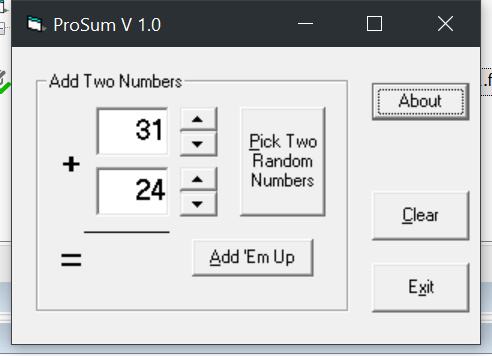 ProSum V 1.0
Add Two Numbers
31
+
24
=
Pick Two
Random
Numbers
Add 'Em Up
About
Clear
Exit
.f